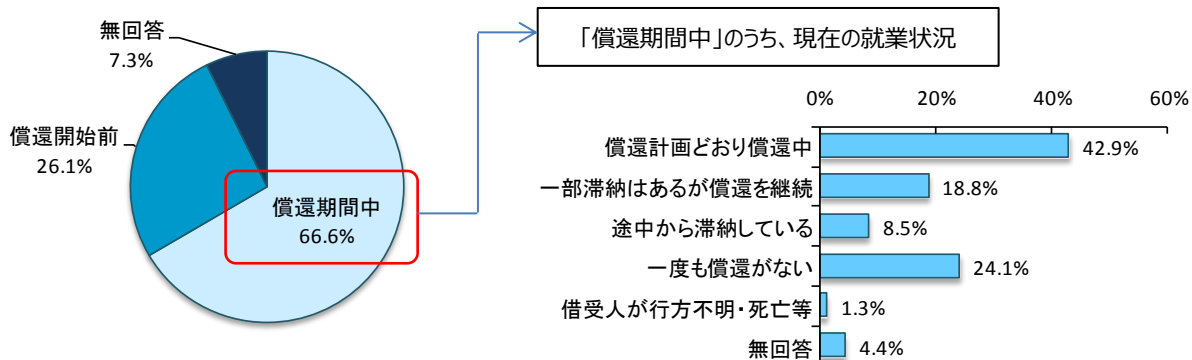 無回答
7.3%
償還開始前
26.1%
償還期間中
66.6%
「償還期間中」のうち、現在の就業状況
0% 20% 40% 60%
償還計画どおり償還中 42.9%
一部滞納はあるが償還を継続 18.8%
途中から滞納している 8.5%
一度も償還がない 24.1%
借受人が行方不明・死亡等 1.3%
無回答 4.4%